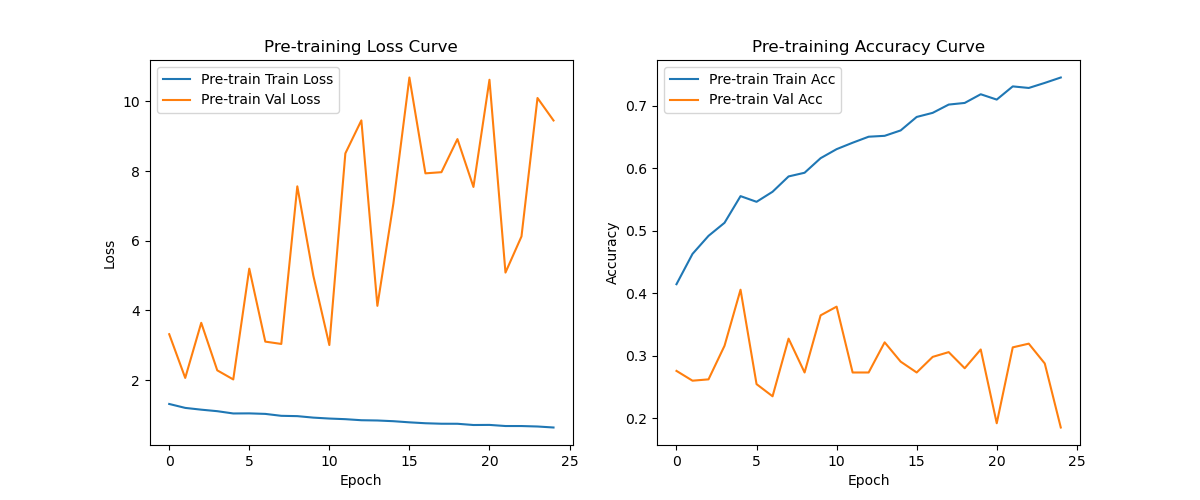 Pre-training Loss Curve
Pre-train Train Loss
Pre-train Val Loss
10
8
6
4
2
Loss
0 5 10 15 20 25
Epoch
Pre-training Accuracy Curve
Pre-train Train Acc
Pre-train Val Acc
0.7
0.6
0.5
0.4
0.3
0.2
Accuracy
0 5 10 15 20 25
Epoch